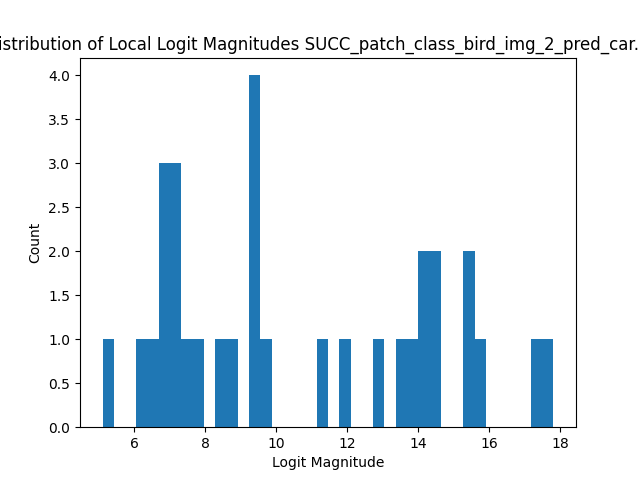 istribution of Local Logit Magnitudes SUCC_patch_class_bird_img_2_pred_car.
4.0
3.5
3.0
2.5
2.0
1.5
1.0
0.5
0.0
Count
6 8 10 12 14 16 18
Logit Magnitude